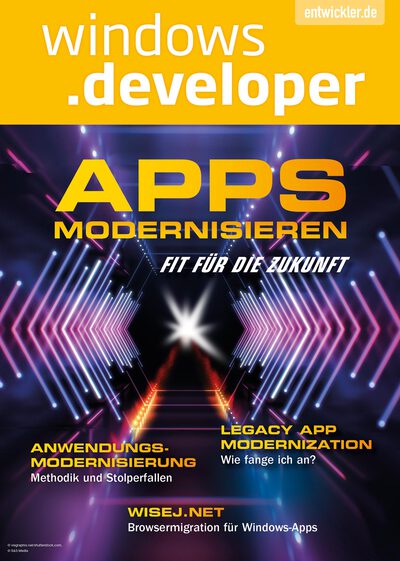 entwickler.de
windows
.developer
APPS
MODERNISIEREN
FIT FÜR DIE ZUKUNFT
LEGACY APP
MODERNIZATION
Wie fange ich an?
ANWENDUNGS-
MODERNISIERUNG
Methodik und Stolperfallen
WISEJ.NET
Browsermigration für Windows-Apps
© S&S Media